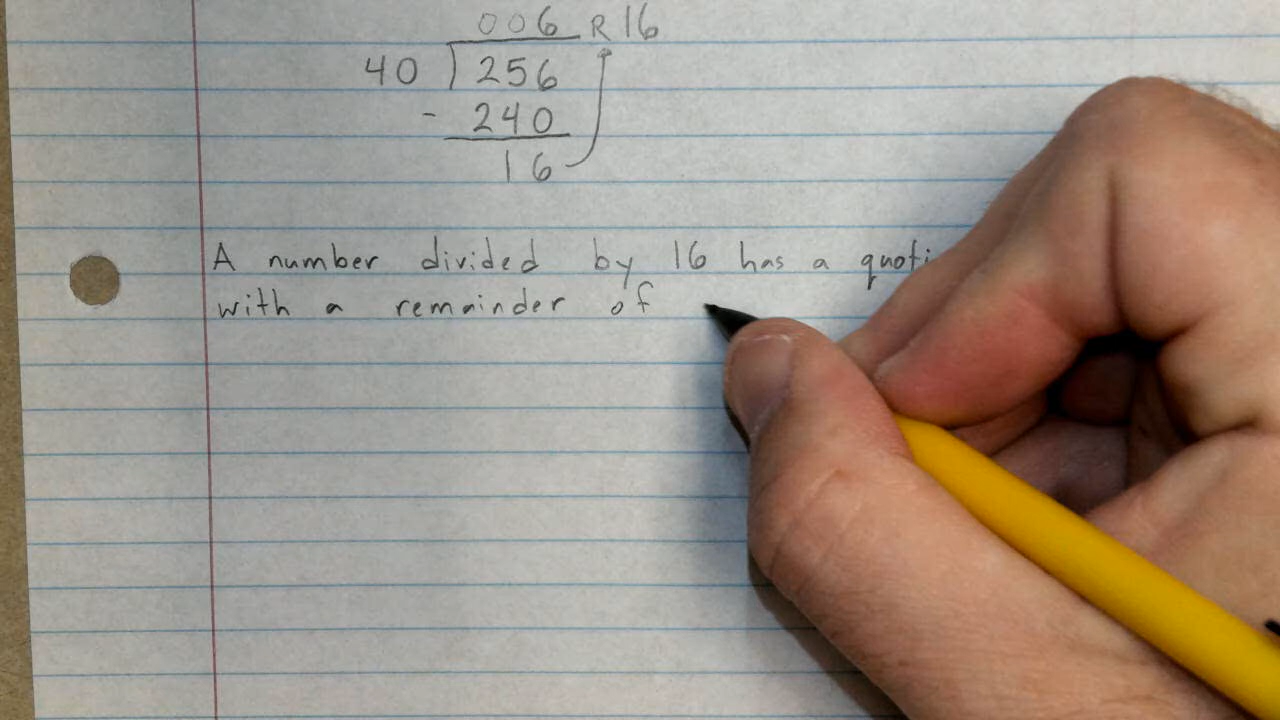 006 R16
40 ) 256
- 240
16
A number divided by 16 has a
with a remainder of